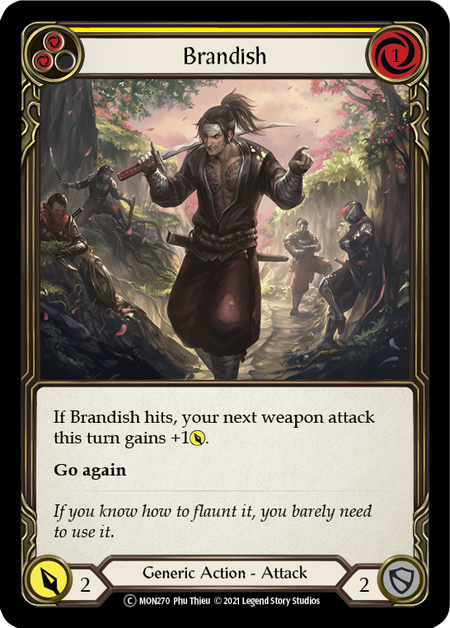 Brandish
1
If Brandish hits, your next weapon attack
this turn gains +1.
Go again
If you know how to flaunt it, you barely need
to use it.
2
Generic Action - Attack
2
C MON270 Phu Thieu © 2021 Legend Story Studios